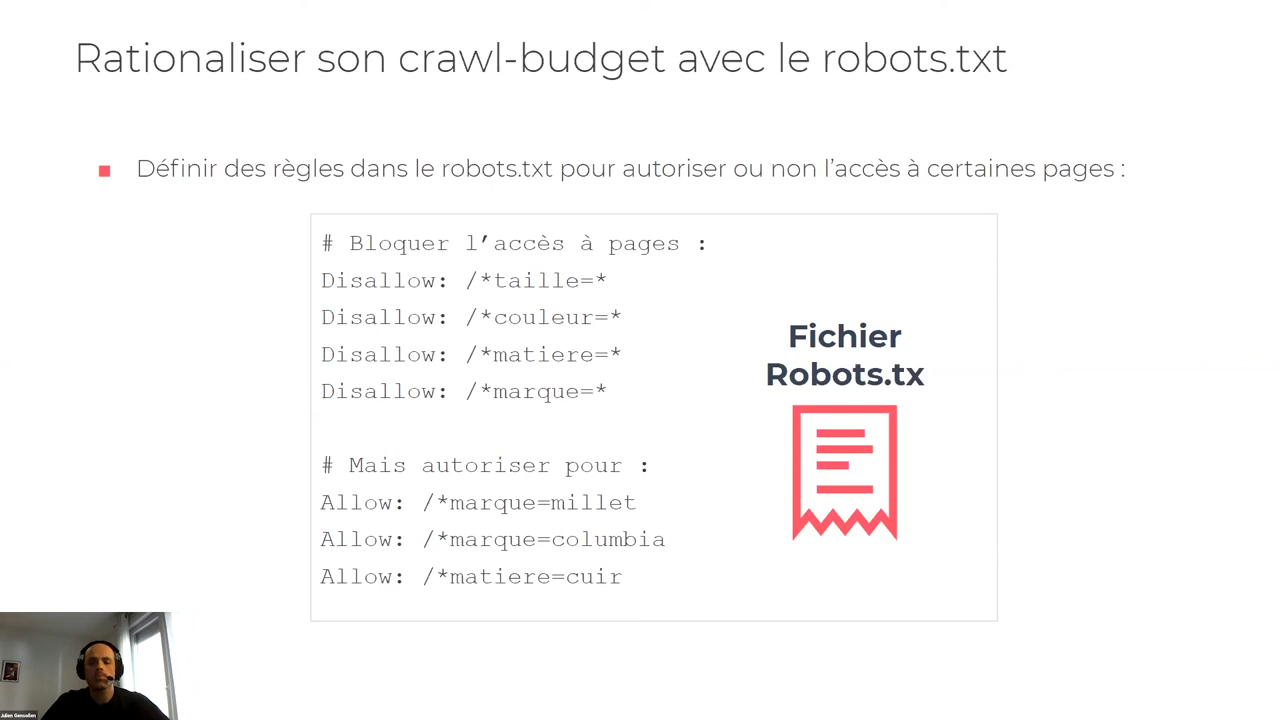 Rationaliser son crawl-budget avec le robots.txt
Définir des règles dans le robots.txt pour autoriser ou non l’accès à certaines pages :
# Bloquer l’accès à pages :
Disallow: /*taille=*
Disallow: /*couleur=*
Disallow: /*matiere=*
Disallow: /*marque=*
# Mais autoriser pour :
Allow: /*marque=millet
Allow: /*marque=columbia
Allow: /*matiere=cuir
Fichier
Robots.tx
Julien Gensollen